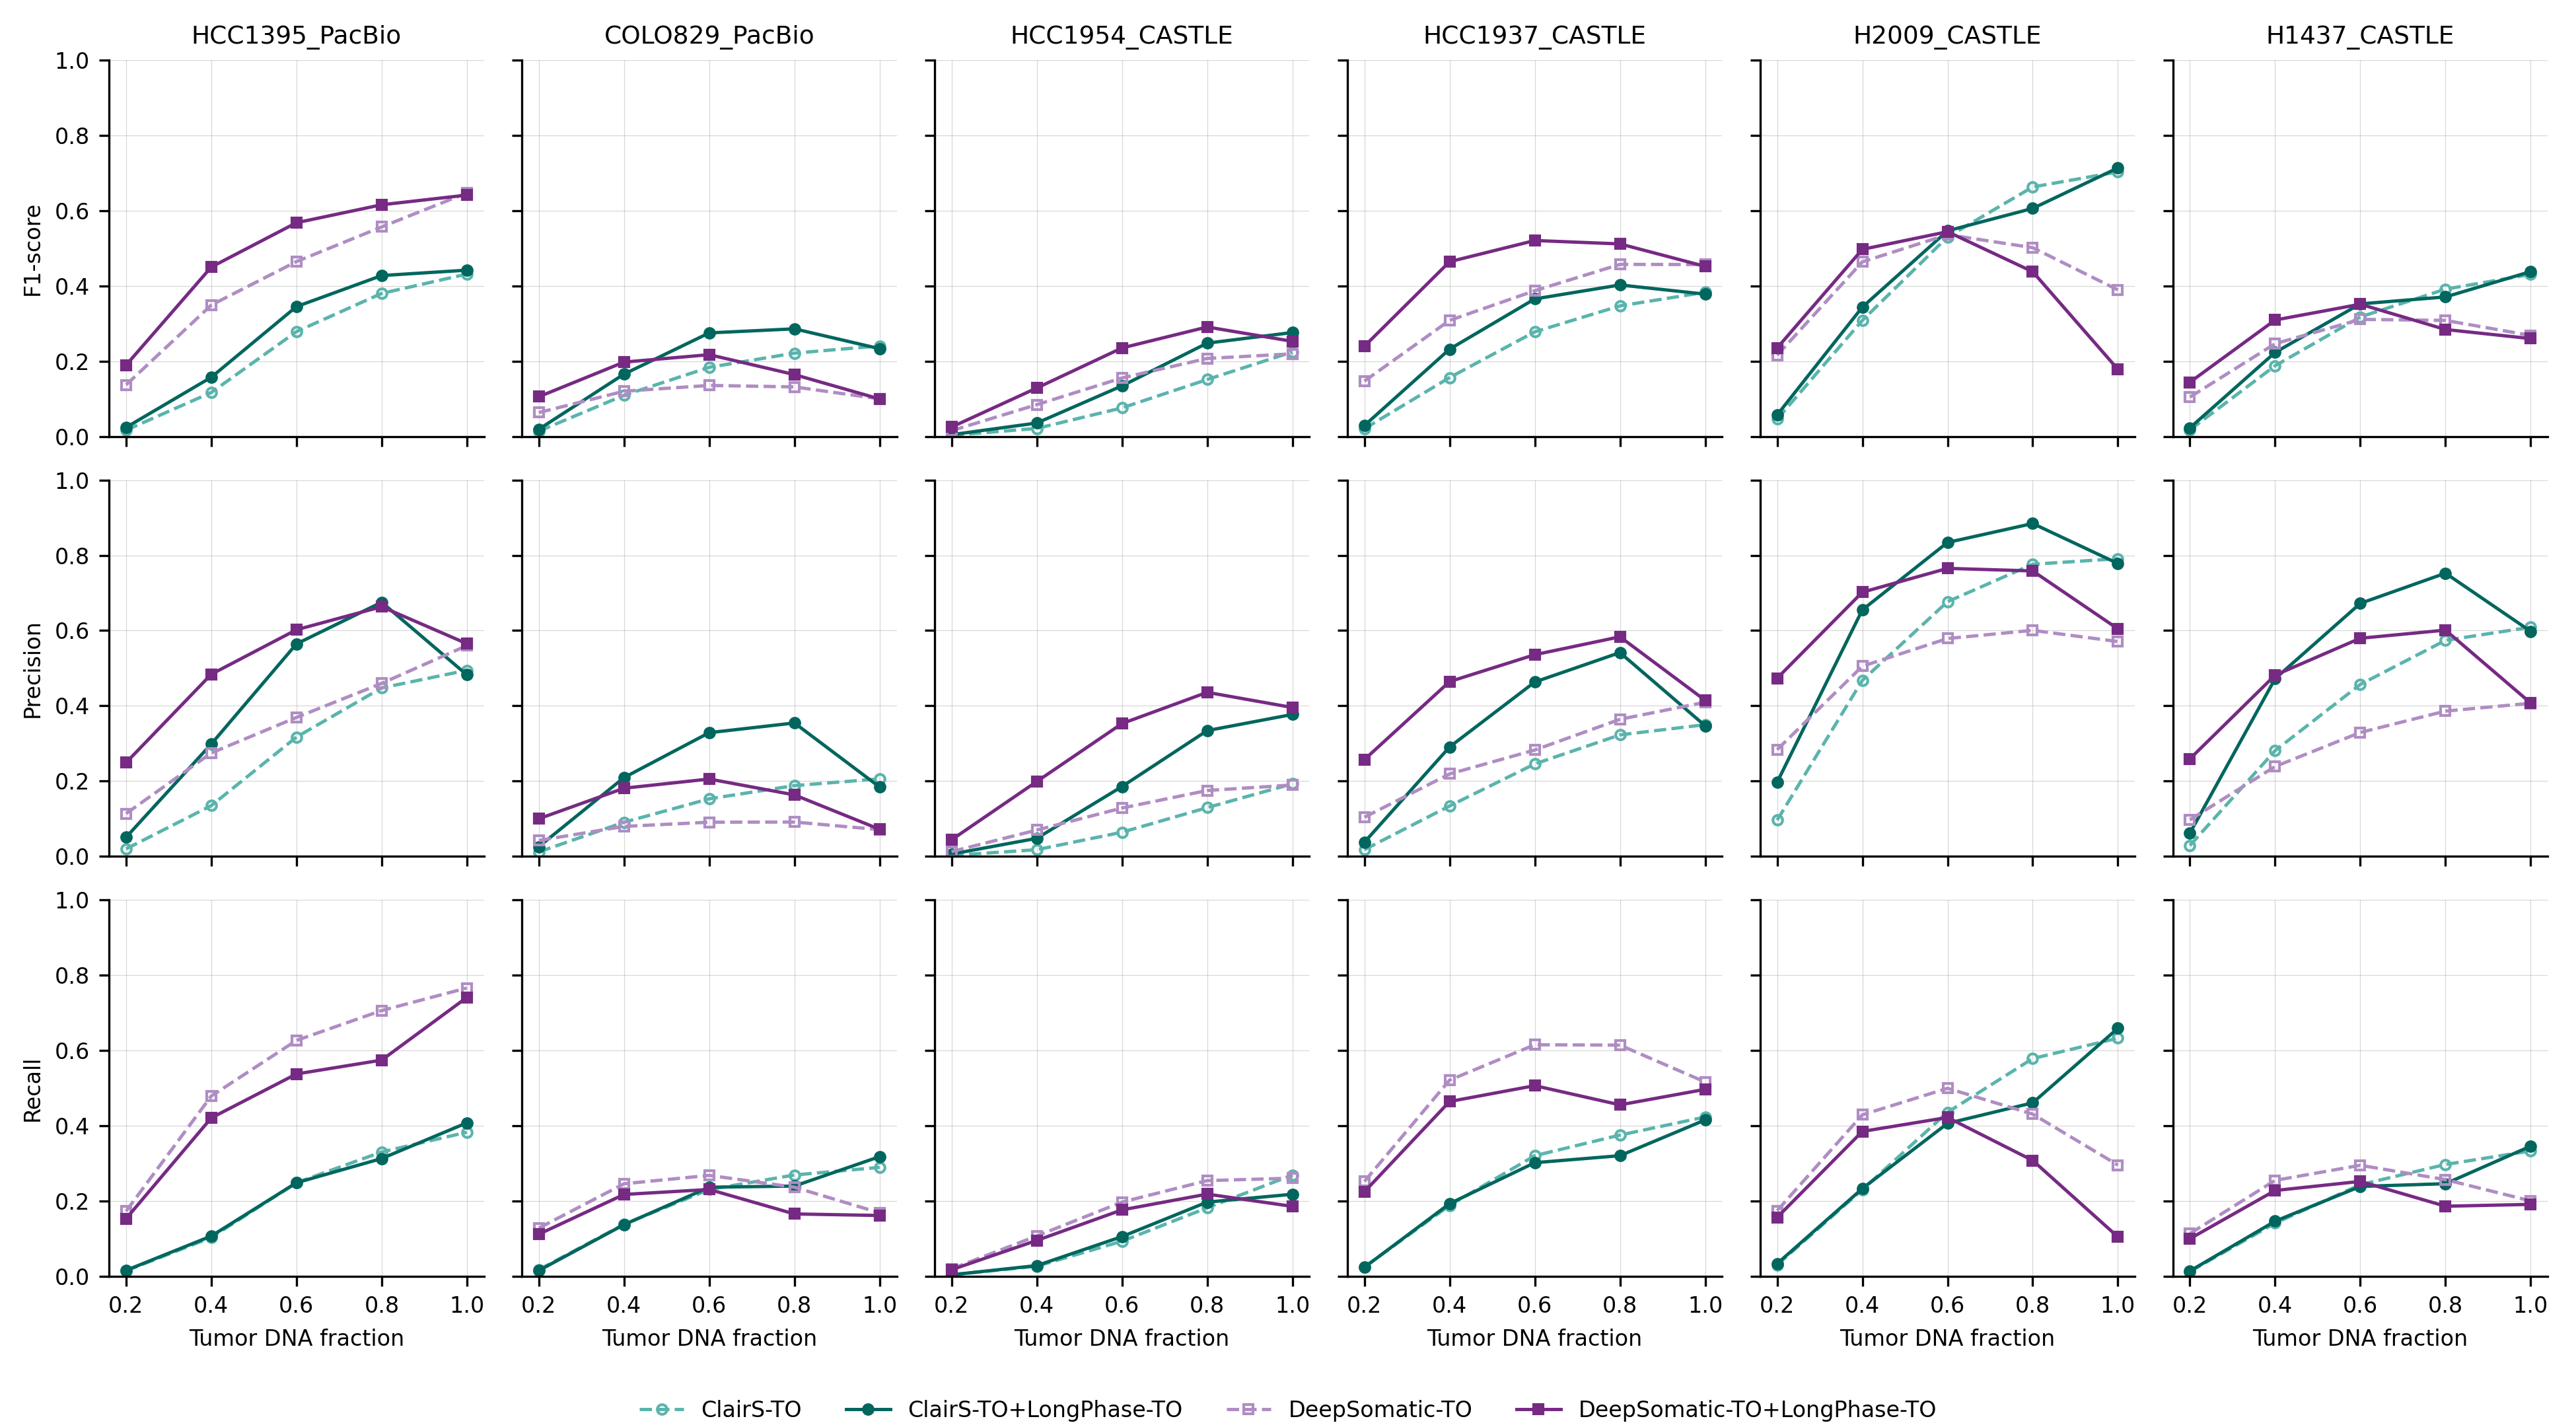 HCC1395_PacBio COLO829_PacBio HCC1954_CASTLE HCC1937_CASTLE H2009_CASTLE H1437_CASTLE
F1-score
1.0
0.8
0.6
0.4
0.2
0.0
Precision
1.0
0.8
0.6
0.4
0.2
0.0
Recall
1.0
0.8
0.6
0.4
0.2
0.0
0.2 0.4 0.6 0.8 1.0 0.2 0.4 0.6 0.8 1.0 0.2 0.4 0.6 0.8 1.0 0.2 0.4 0.6 0.8 1.0 0.2 0.4 0.6 0.8 1.0 0.2 0.4 0.6 0.8 1.0
Tumor DNA fraction Tumor DNA fraction Tumor DNA fraction Tumor DNA fraction Tumor DNA fraction Tumor DNA fraction
ClairS-TO ClairS-TO+LongPhase-TO DeepSomatic-TO DeepSomatic-TO+LongPhase-TO